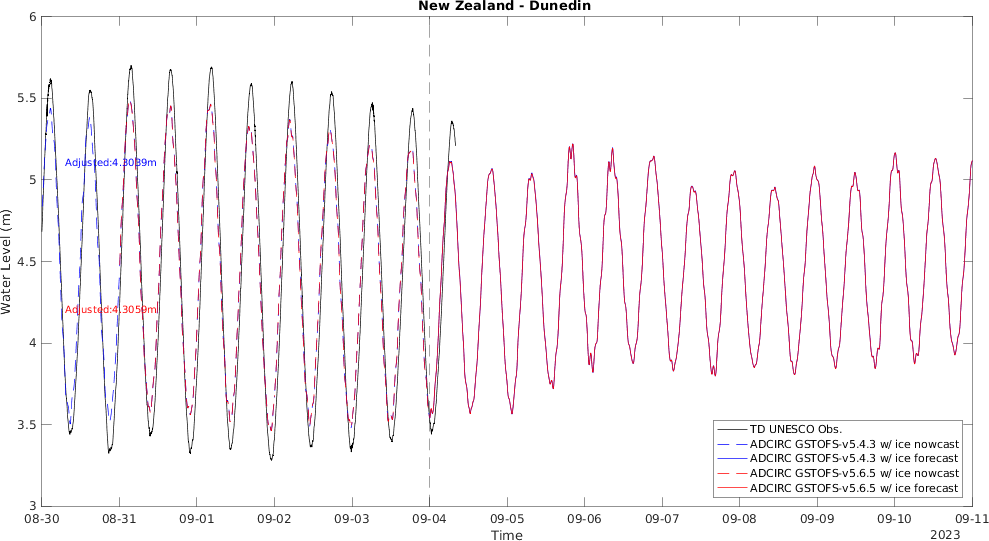 New Zealand - Dunedin
6
5.5
5
4.5
4
3.5
3
Water Level (m)
Adjusted:4.3039m
Adjusted:4.3059m
TD UNESCO Obs.
ADCIRC GSTOFS-v5.4.3 w/ ice nowcast
ADCIRC GSTOFS-v5.4.3 w/ ice forecast
ADCIRC GSTOFS-v5.6.5 w/ ice nowcast
ADCIRC GSTOFS-v5.6.5 w/ ice forecast
08-30 08-31 09-01 09-02 09-03 09-04 09-05 09-06 09-07 09-08 09-09 09-10 09-11
Time
2023